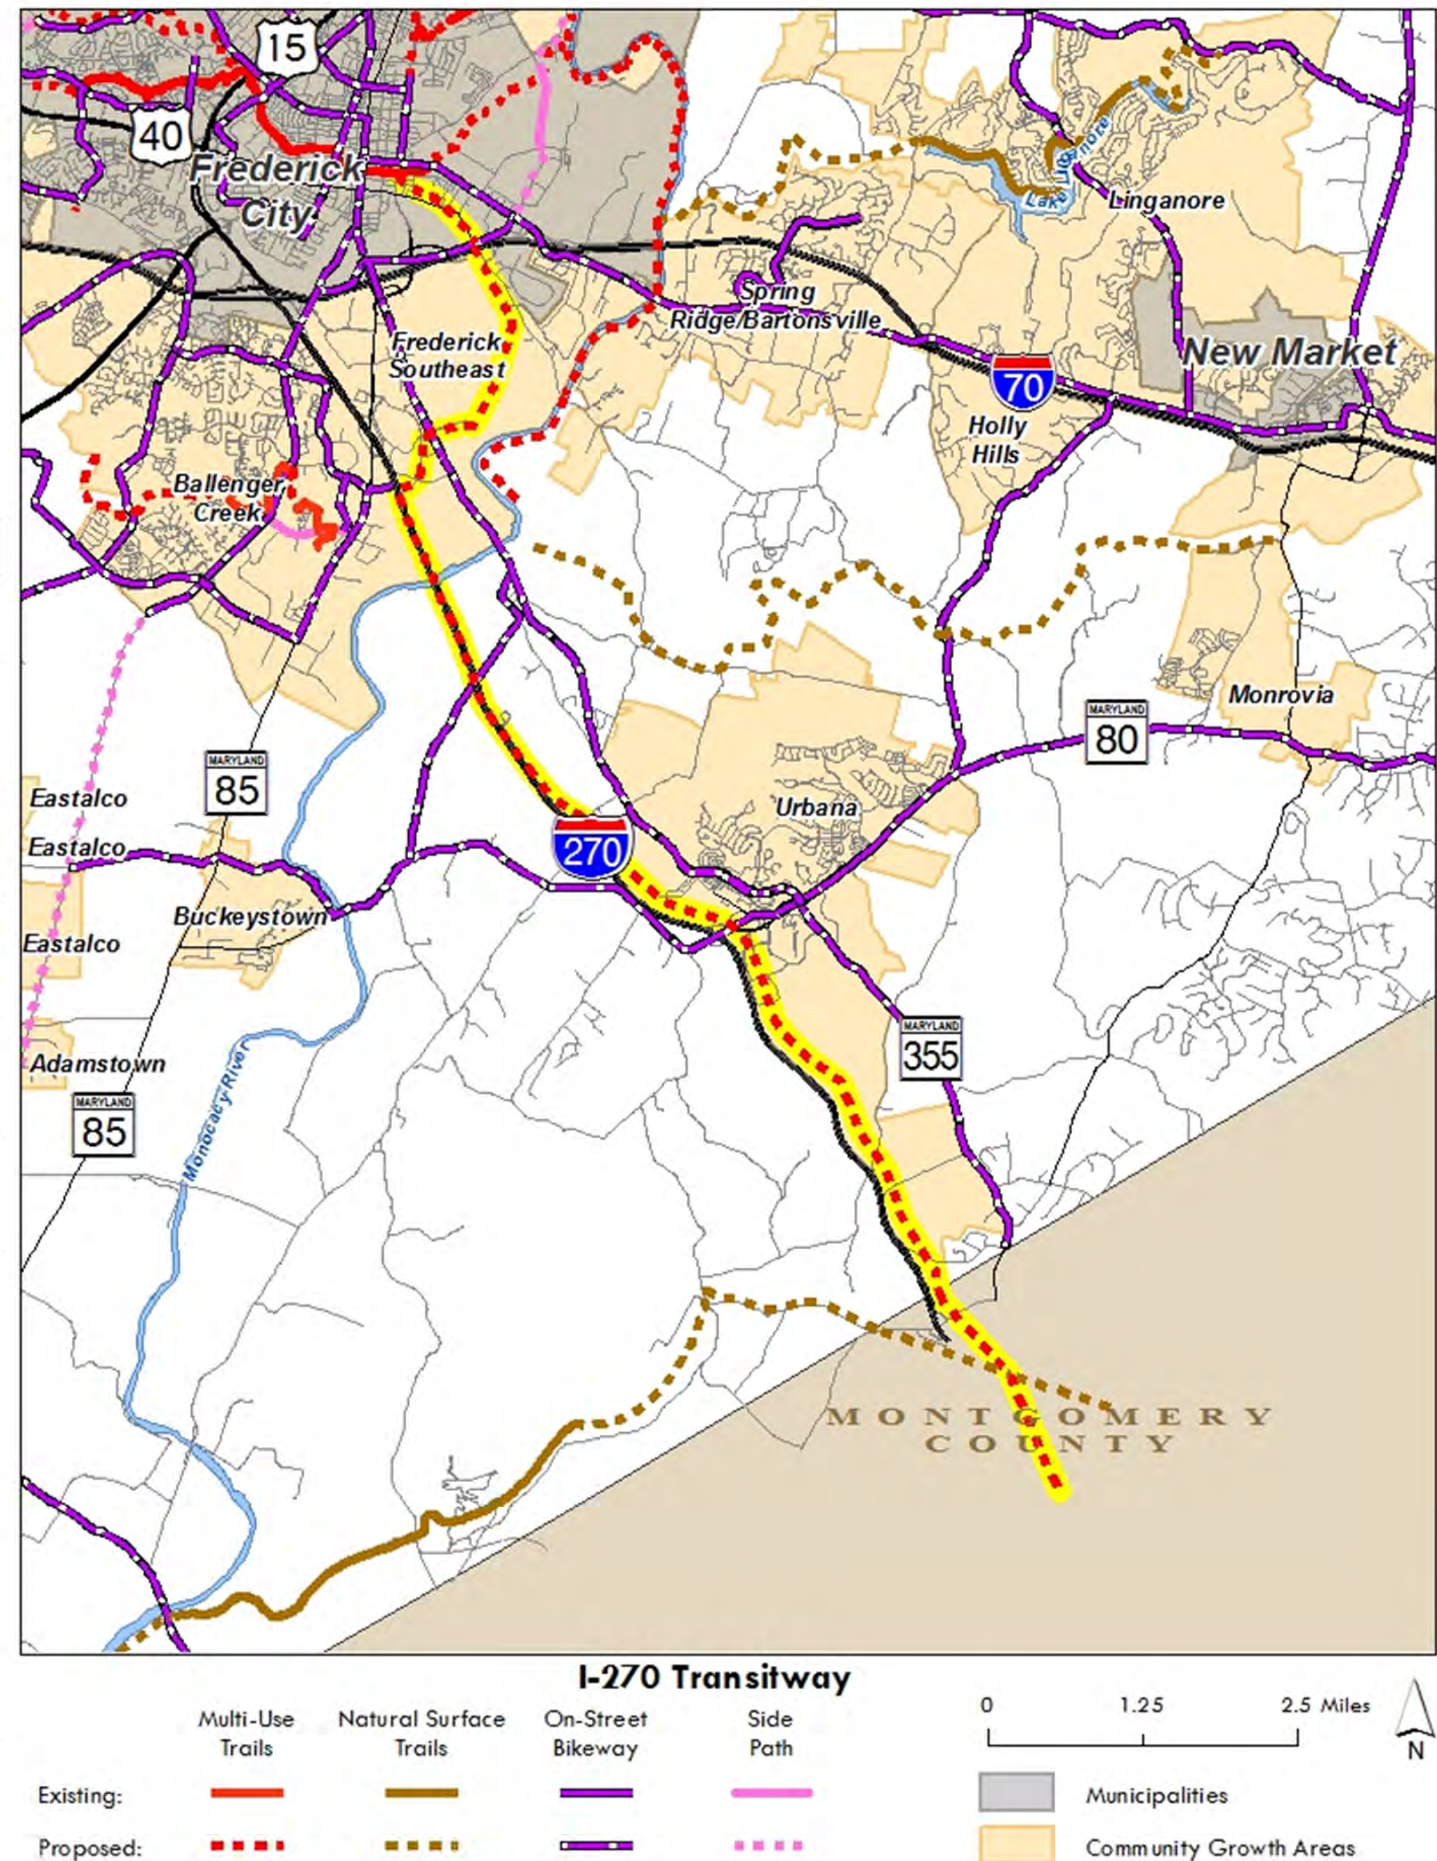 15
40
Frederick
City
Linganore
Lake Linganore
Spring
Ridge/Bartonsville
Frederick
Southeast
New Market
70
Holly
Hills
Ballenger
Creek
Monrovia
MARYLAND
80
MARYLAND
85
Eastalco
Urbana
Eastalco
270
Buckeystown
Eastalco
MARYLAND
355
Adamstown
Monocacy River
MARYLAND
85
MONTGOMERY
COUNTY
I-270 Transitway
Multi-Use
Trails
Natural Surface
Trails
On-Street
Bikeway
Side
Path
0 1.25 2.5 Miles
N
Existing:
Municipalities
Proposed:
Community Growth Areas